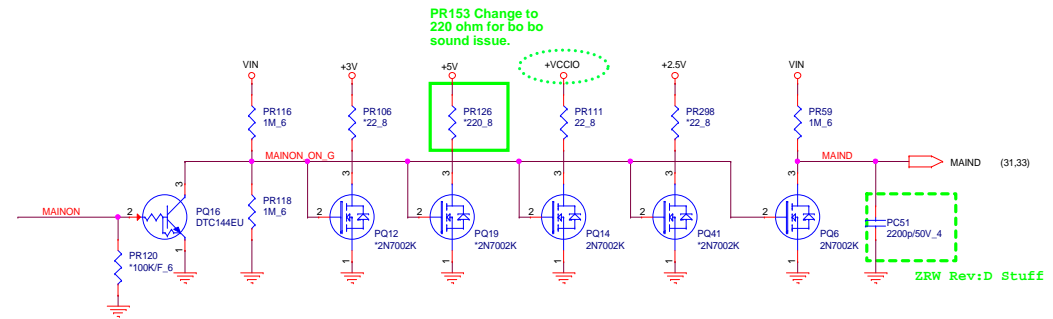 PR153 Change to
220 ohm for bo bo
sound issue.
VIN
+3V
+5V
+VCCIO
+2.5V
VIN
PR116
1M_6
PR106
*22_8
PR126
*220_8
PR111
22_8
PR298
*22_8
PR59
1M_6
MAINON_ON_G
MAIND
MAIND
(31,33)
MAINON
2
3
1
PQ16
DTC144EU
PR118
1M_6
2
3
1
PQ12
*2N7002K
2
3
1
PQ19
*2N7002K
2
3
1
PQ14
2N7002K
2
3
1
PQ41
*2N7002K
2
3
1
PQ6
2N7002K
PC51
2200p/50V_4
PR120
*100K/F_6
ZRW Rev:D Stuff